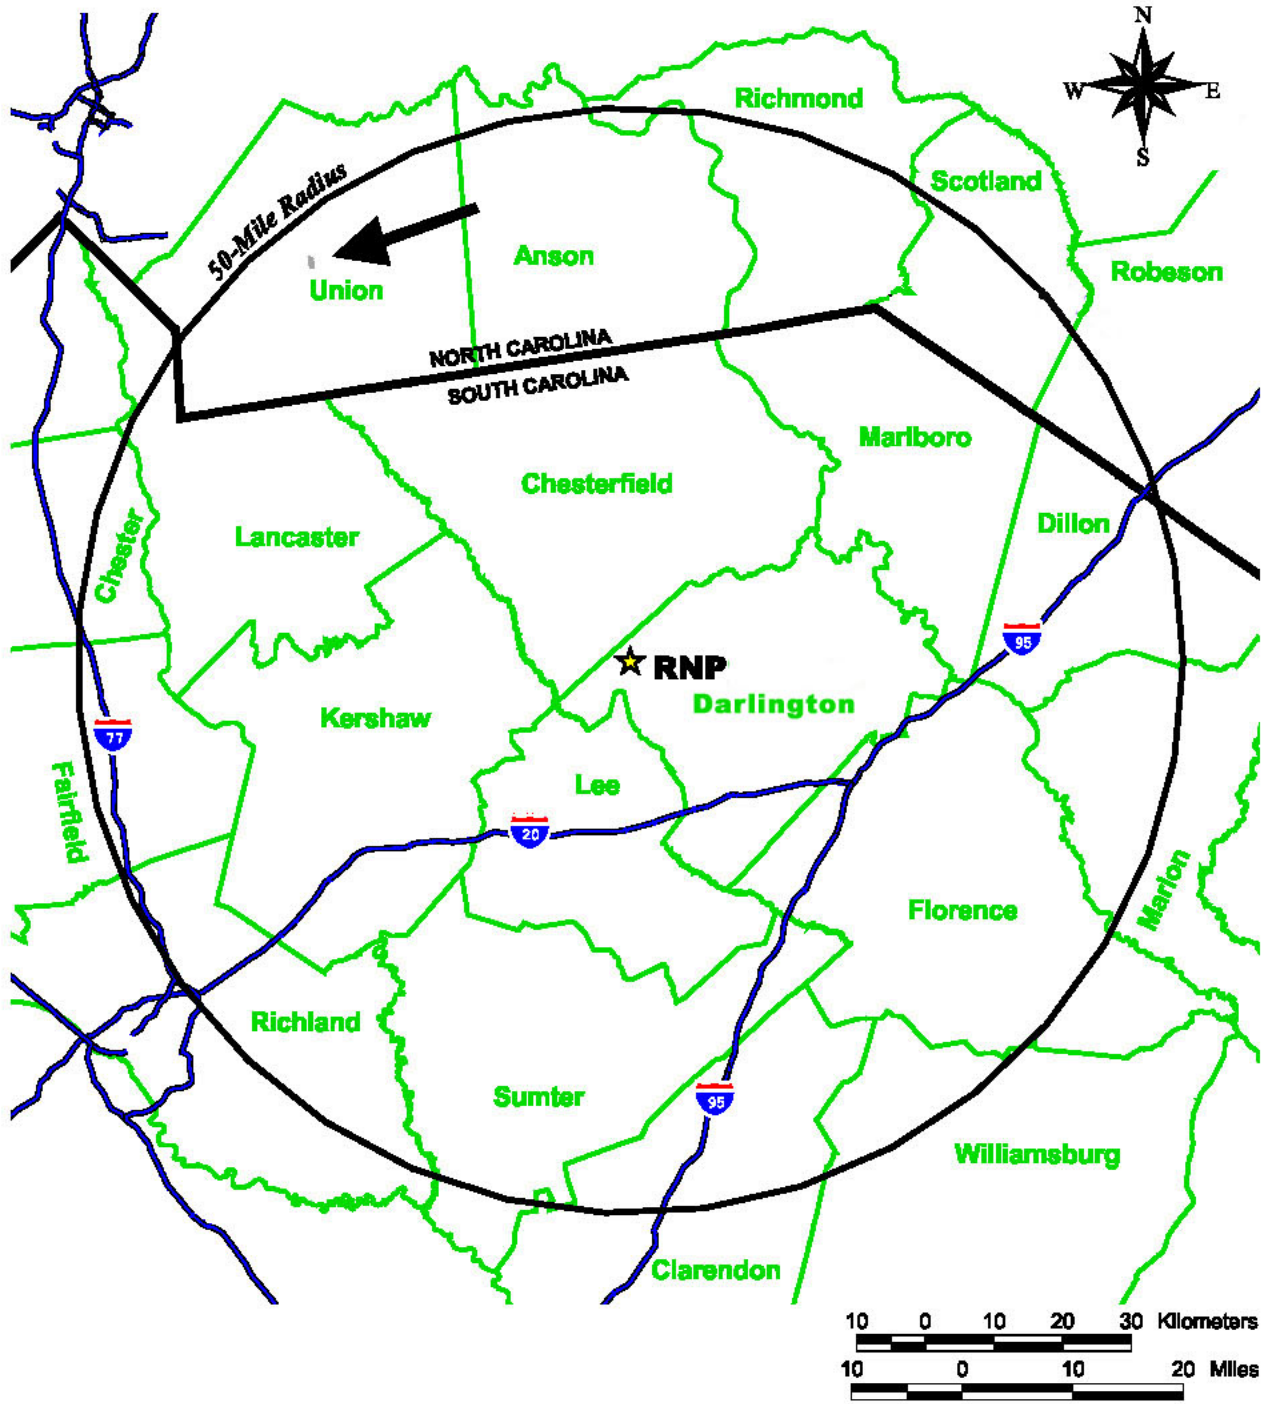 N
Richmond
W
E
S
Scotland
50-Mile Radius
Anson
Robeson
Union
NORTH CAROLINA
SOUTH CAROLINA
Marlboro
Chesterfield
Dillon
Lancaster
Chester
95
RNP
Darlington
Kershaw
77
Lee
Fairfield
20
Marion
Florence
Richland
Sumter
95
Williamsburg
Clarendon
10 0 10 20 30 Kilometers
10 0 10 20 Miles